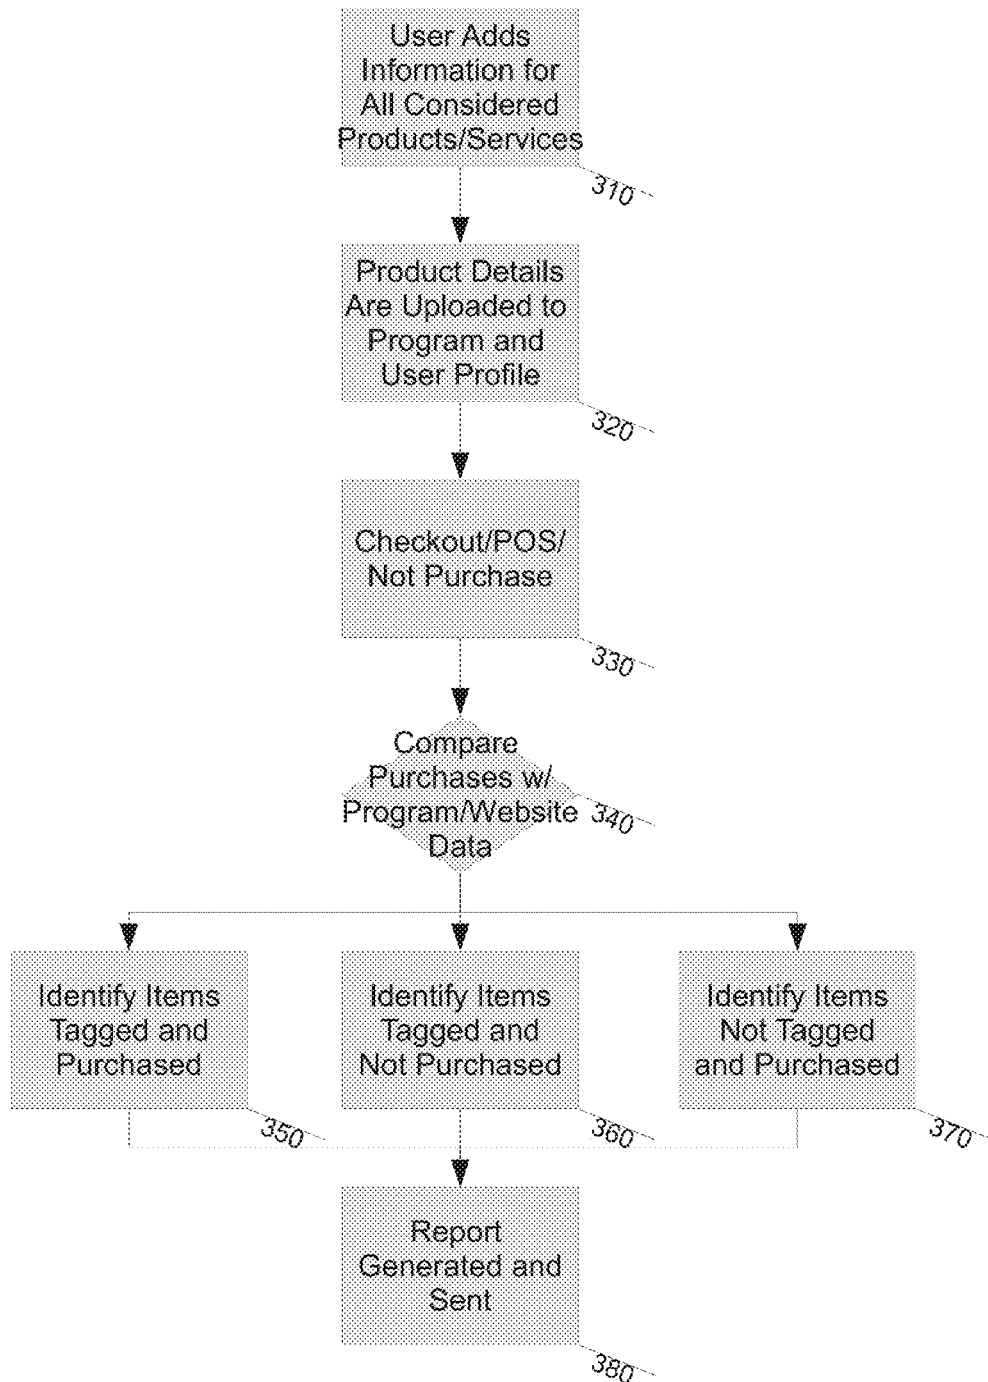 User Adds
Information for
All Considered
Products/Services
310
Product Details
Are Uploaded to
Program and
User Profile
320
Checkout/POS/
Not Purchase
330
Compare
Purchases w/
Program/Website
Data
340
Identify Items
Tagged and
Purchased
350
Identify Items
Tagged and
Not Purchased
360
Identify Items
Not Tagged
and Purchased
370
Report
Generated and
Sent
380